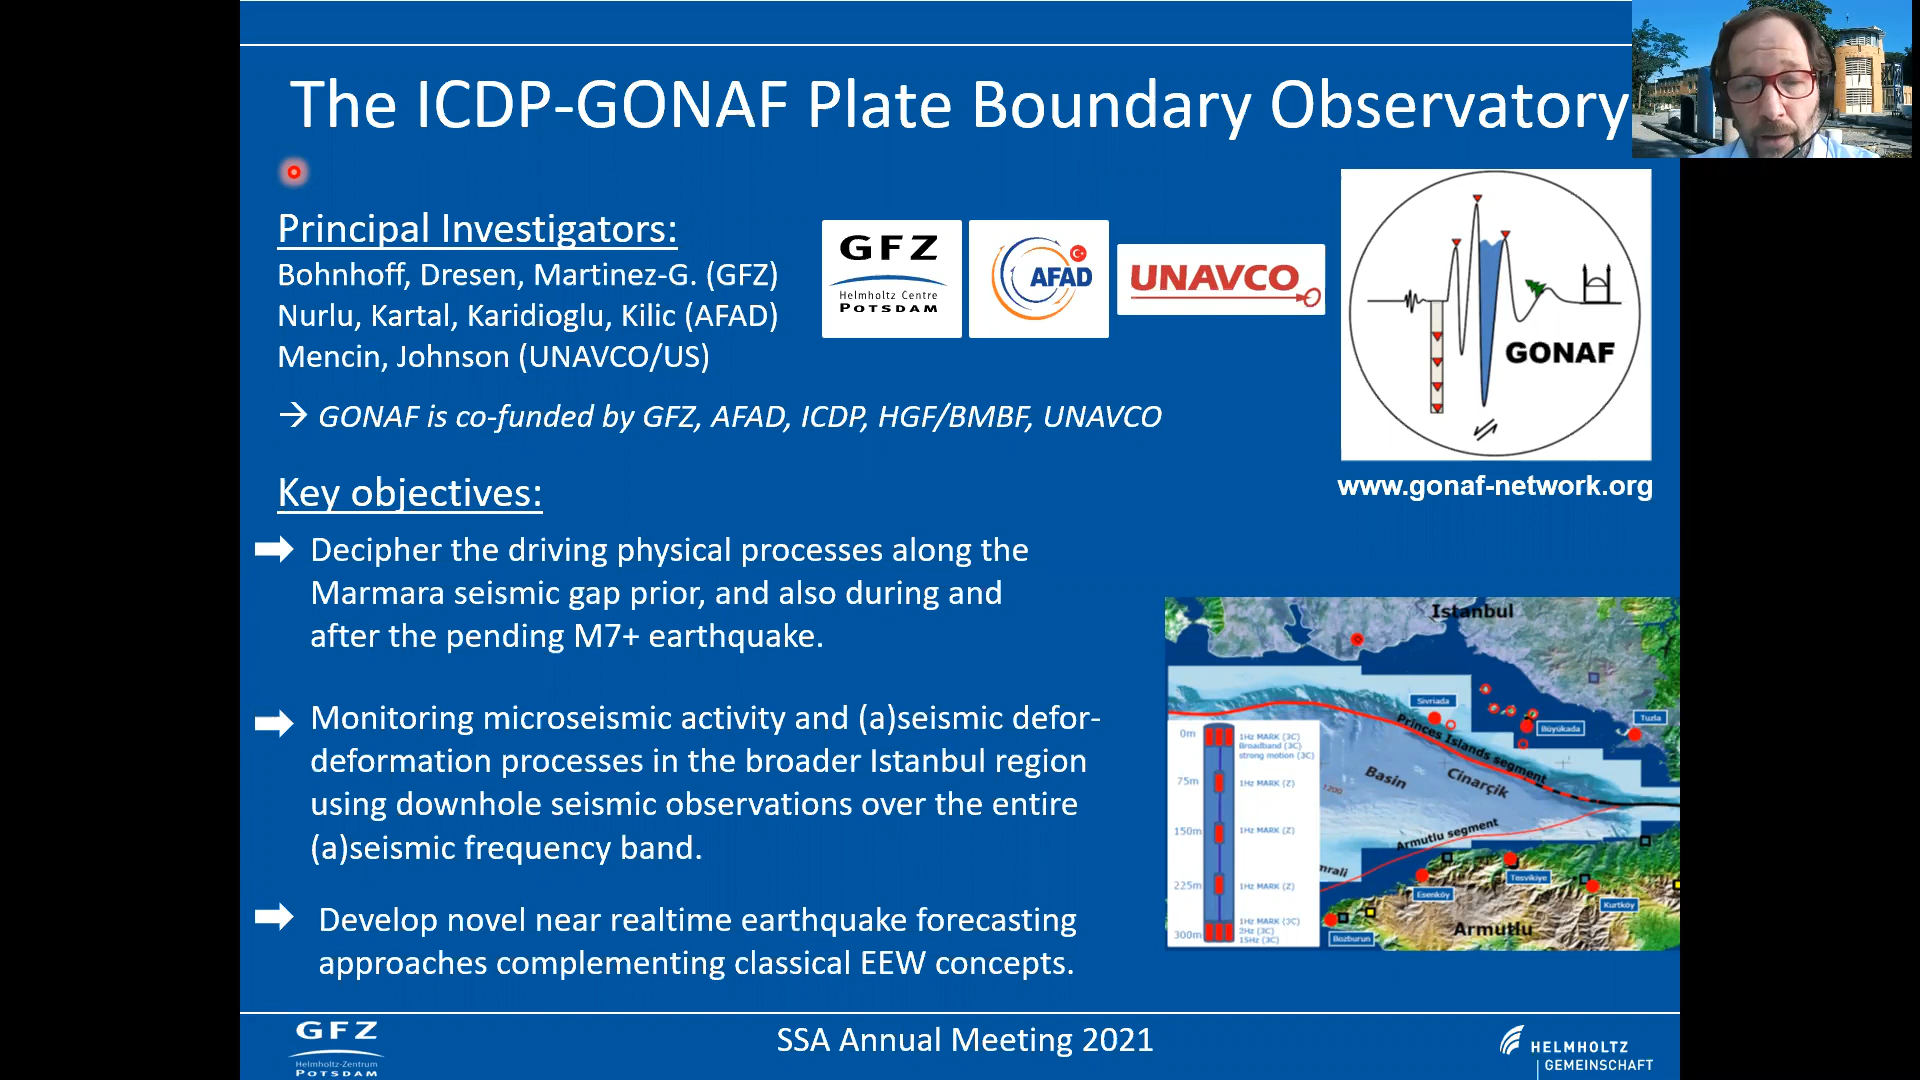 The ICDP-GONAF Plate Boundary Observatory
Principal Investigators:
Bohnhoff, Dresen, Martinez-G. (GFZ)
Nurlu, Kartal, Karidioglu, Kilic (AFAD)
Mencin, Johnson (UNAVCO/US)
GFZ
Helmholtz Centre
POTSDAM
AFAD
UNAVCO
GONAF
www.gonaf-network.org
→ GONAF is co-funded by GFZ, AFAD, ICDP, HGF/BMBF, UNAVCO
Key objectives:
Decipher the driving physical processes along the
Marmara seismic gap prior, and also during and
after the pending M7+ earthquake.
Monitoring microseismic activity and (a)seismic defor-
deformation processes in the broader Istanbul region
using downhole seismic observations over the entire
(a)seismic frequency band.
Develop novel near realtime earthquake forecasting
approaches complementing classical EEW concepts.
Istanbul
Sivriada
Büyükada
Tuzla
Princes Islands segment
Basin
Cinarçik
1200
Armutlu segment
mrali
Esenköy
Tesvikiye
Kurtköy
Bozburun
Armutlu
0m
1Hz MARK (3C)
Broadband (3C)
strong motion (3C)
75m
1Hz MARK (Z)
150m
1Hz MARK (Z)
225m
1Hz MARK (Z)
300m
1Hz MARK (3C)
2Hz (3C)
15Hz (3C)
GFZ
Helmholtz-Zentrum
POTSDAM
SSA Annual Meeting 2021
HELMHOLTZ
GEMEINSCHAFT